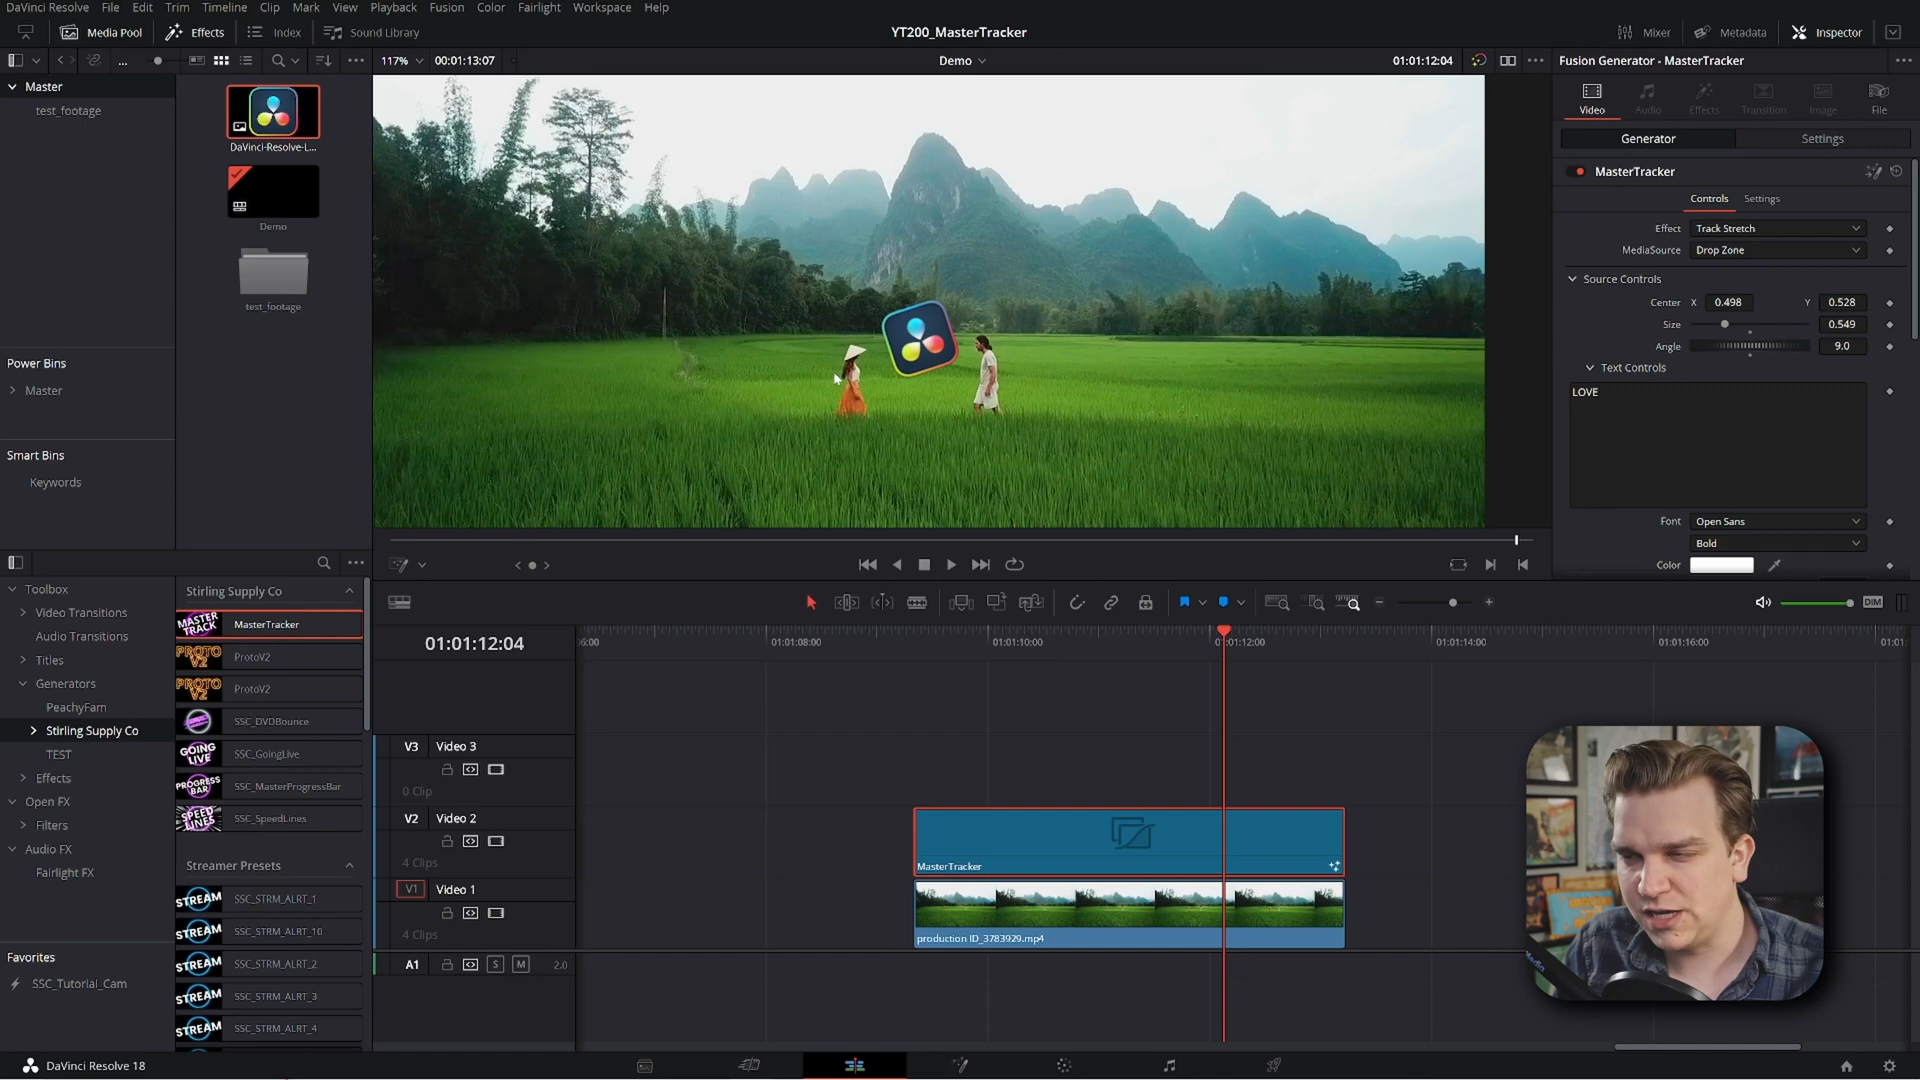 DaVinci Resolve File Edit Trim Timeline Clip Mark View Playback Fusion Color Fairlight Workspace Help
Media Pool Effects Index Sound Library YT200_MasterTracker Mixer Metadata Inspector
... 117% 00:01:13:07 Demo 01:01:12:04 Fusion Generator - MasterTracker
Master
test_footage
DaVinci-Resolve-L...
Demo
test_footage
Power Bins
Master
Smart Bins
Keywords
Video Audio Effects Transition Image File
Generator Settings
MasterTracker
Controls Settings
Effect Track Stretch
MediaSource Drop Zone
Source Controls
Center X 0.498 Y 0.528
Size 0.549
Angle 9.0
Text Controls
LOVE
Font Open Sans
Bold
Color
Toolbox
Video Transitions
Audio Transitions
Titles
Generators
PeachyFam
Stirling Supply Co
TEST
Effects
Open FX
Filters
Audio FX
Fairlight FX
Favorites
SSC_Tutorial_Cam
Stirling Supply Co
MASTER TRACK MasterTracker
PROTO V2 ProtoV2
PROTO V2 ProtoV2
SSC_DVDBounce
GOING LIVE SSC_GoingLive
PROGRESS BAR SSC_MasterProgressBar
SPEED LINES SSC_SpeedLines
Streamer Presets
STREAM SSC_STRM_ALRT_1
STREAM SSC_STRM_ALRT_10
STREAM SSC_STRM_ALRT_2
STREAM SSC_STRM_ALRT_3
STREAM SSC_STRM_ALRT_4
DIM
01:01:12:04
01:01:08:00 01:01:10:00 01:01:12:00 01:01:14:00 01:01:16:00
V3 Video 3
0 Clip
V2 Video 2
4 Clips
MasterTracker
V1 Video 1
4 Clips
production ID_3783929.mp4
A1 S M 2.0
DaVinci Resolve 18